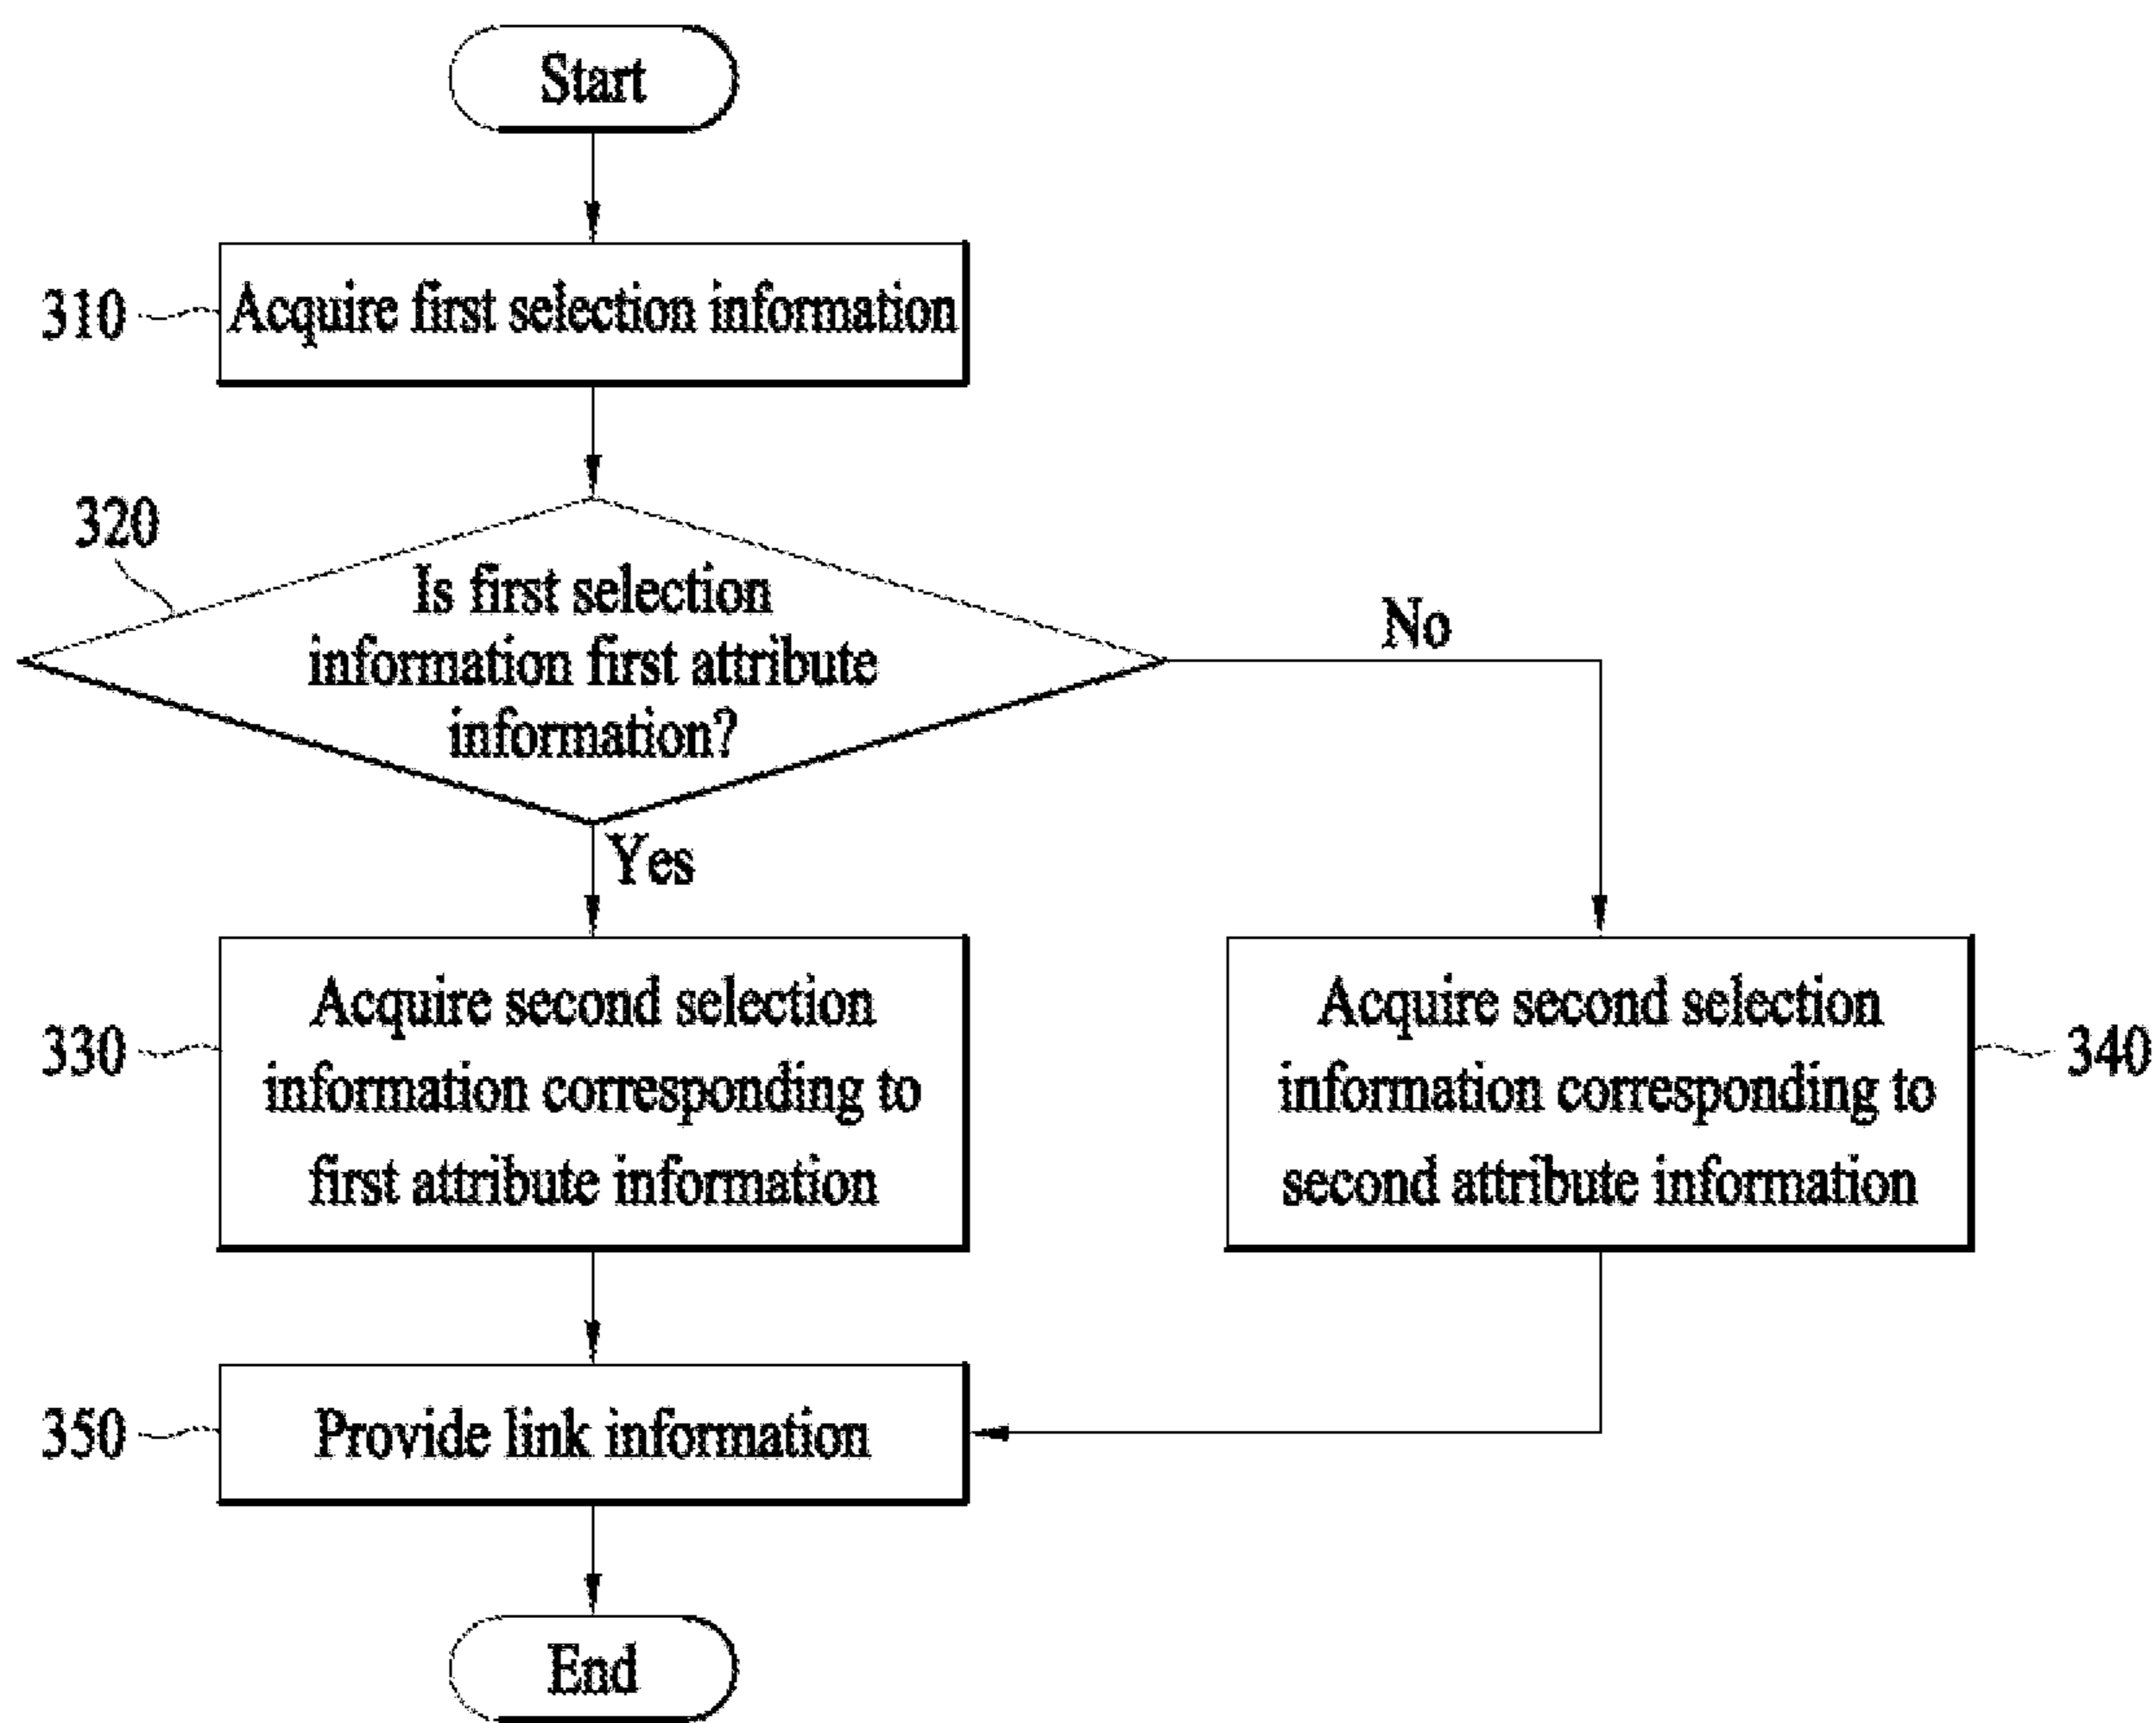 Start
310
Acquire first selection information
320
Is first selection
information first attribute
information?
No
Yes
330
Acquire second selection
information corresponding to
first attribute information
Acquire second selection
information corresponding to
second attribute information
340
350
Provide link information
End